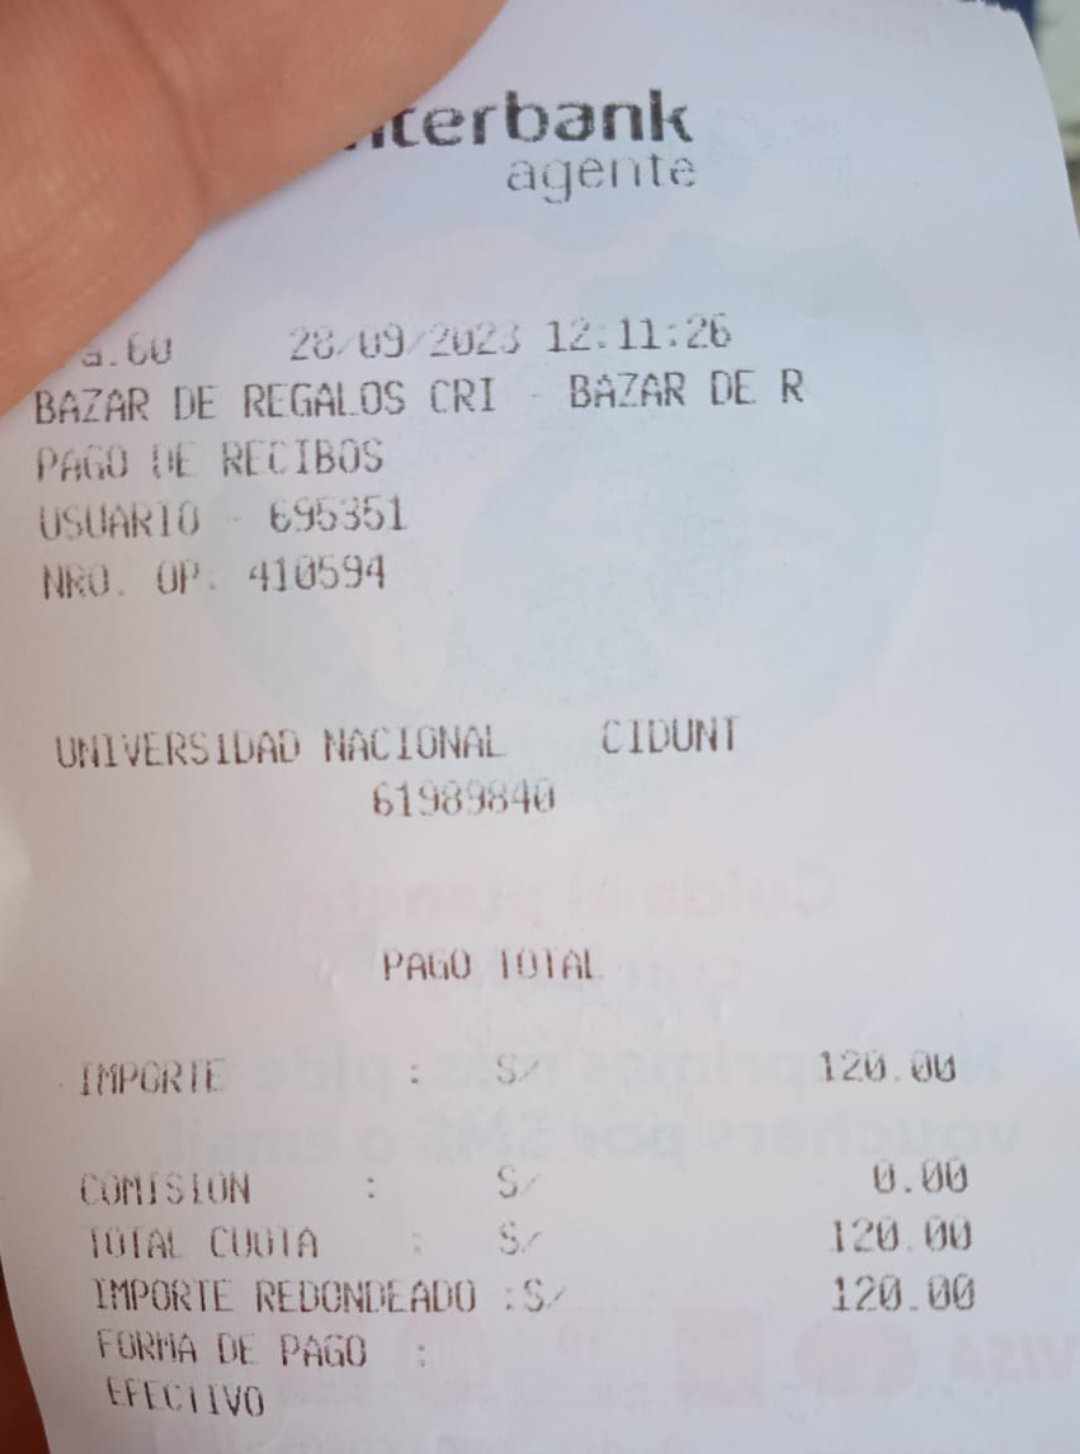 nterbank
agente
a.60 28/09/2023 12:11:26
BAZAR DE REGALOS CRI - BAZAR DE R
PAGO DE RECIBOS
USUARIO - 695351
NRO. OP. 410594
UNIVERSIDAD NACIONAL CIDUNT
61989840
PAGO TOTAL
IMPORTE : S/ 120.00
COMISION : S/ 0.00
TOTAL CUOTA : S/ 120.00
IMPORTE REDONDEADO :S/ 120.00
FORMA DE PAGO :
EFECTIVO